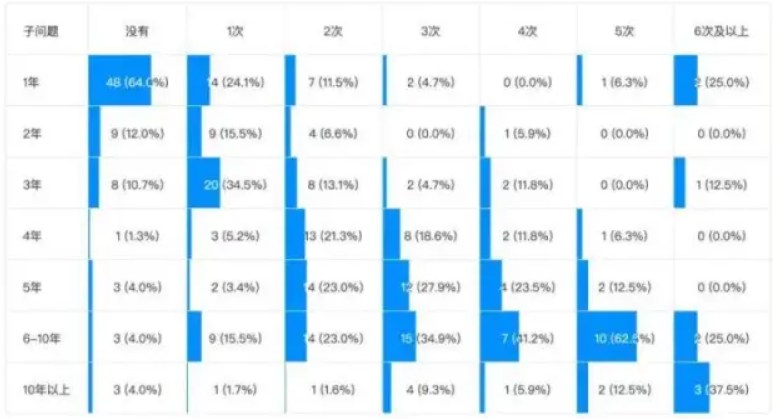 子问题 没有 1次 2次 3次 4次 5次 6次及以上
1年 48 (64.0%) 14 (24.1%) 7 (11.5%) 2 (4.7%) 0 (0.0%) 1 (6.3%) 2 (25.0%)
2年 9 (12.0%) 9 (15.5%) 4 (6.6%) 0 (0.0%) 1 (5.9%) 0 (0.0%) 0 (0.0%)
3年 8 (10.7%) 20 (34.5%) 8 (13.1%) 2 (4.7%) 2 (11.8%) 0 (0.0%) 1 (12.5%)
4年 1 (1.3%) 3 (5.2%) 13 (21.3%) 8 (18.6%) 2 (11.8%) 1 (6.3%) 0 (0.0%)
5年 3 (4.0%) 2 (3.4%) 14 (23.0%) 12 (27.9%) 4 (23.5%) 2 (12.5%) 0 (0.0%)
6-10年 3 (4.0%) 9 (15.5%) 14 (23.0%) 15 (34.9%) 7 (41.2%) 10 (62.5%) 2 (25.0%)
10年以上 3 (4.0%) 1 (1.7%) 1 (1.6%) 4 (9.3%) 1 (5.9%) 2 (12.5%) 3 (37.5%)